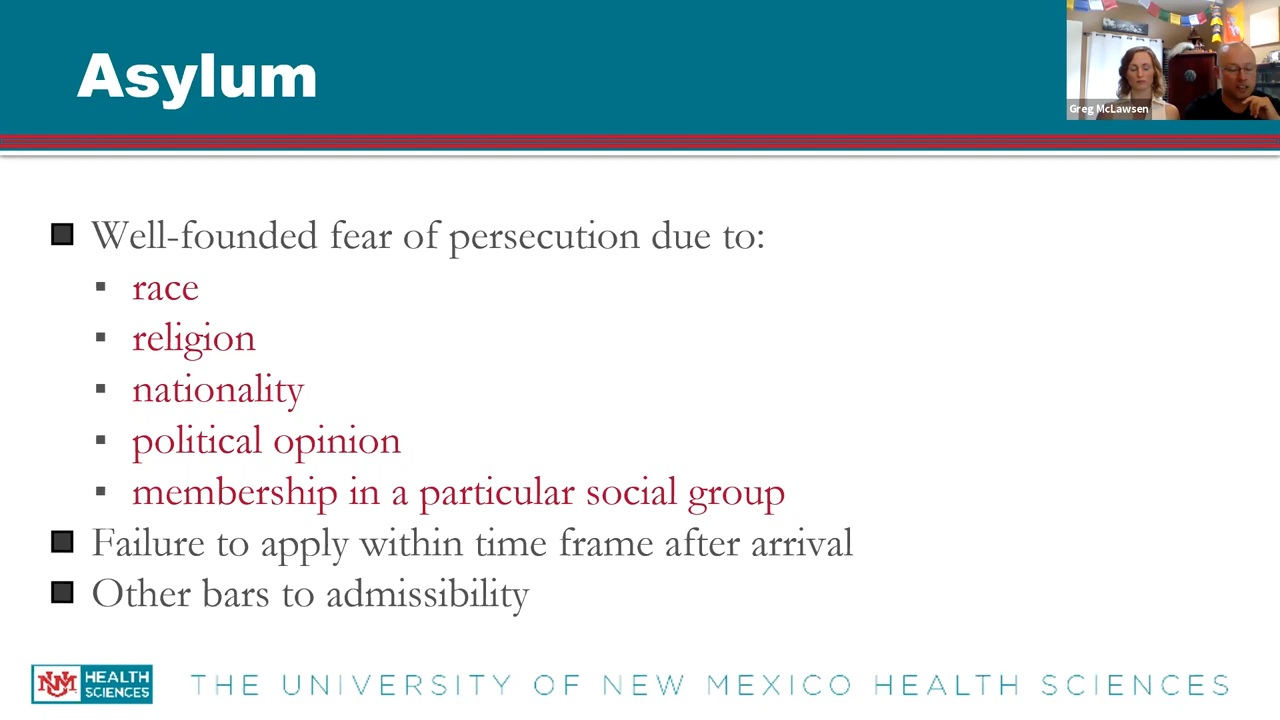 Asylum
Greg McLawsen
Well-founded fear of persecution due to:
race
religion
nationality
political opinion
membership in a particular social group
Failure to apply within time frame after arrival
Other bars to admissibility
UNM HEALTH SCIENCES
THE UNIVERSITY OF NEW MEXICO HEALTH SCIENCES